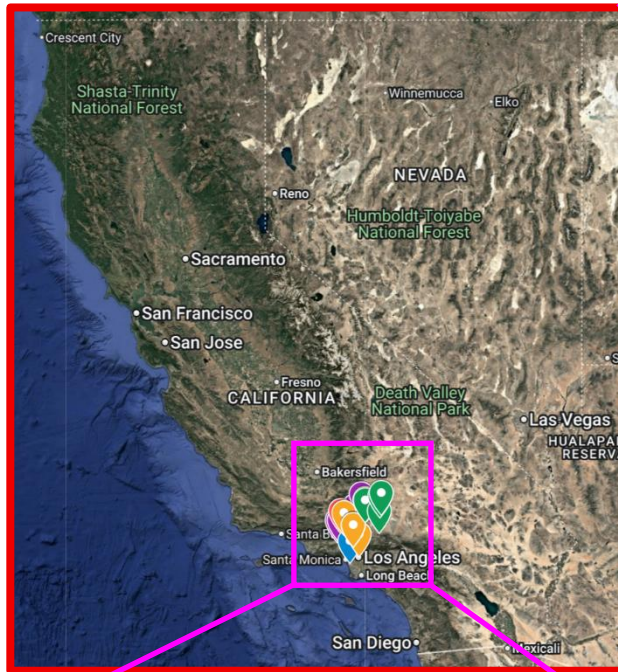 Crescent City
Shasta-Trinity
National Forest
Winnemucca
Elko
NEVADA
Reno
Humboldt-Toiyabe
National Forest
Sacramento
San Francisco
San Jose
Fresno
CALIFORNIA
Death Valley
National Park
Las Vegas
HUALAPA
RESERV
Bakersfield
Santa B
Santa Monica
Los Angeles
Long Beach
San Diego
Mexicali